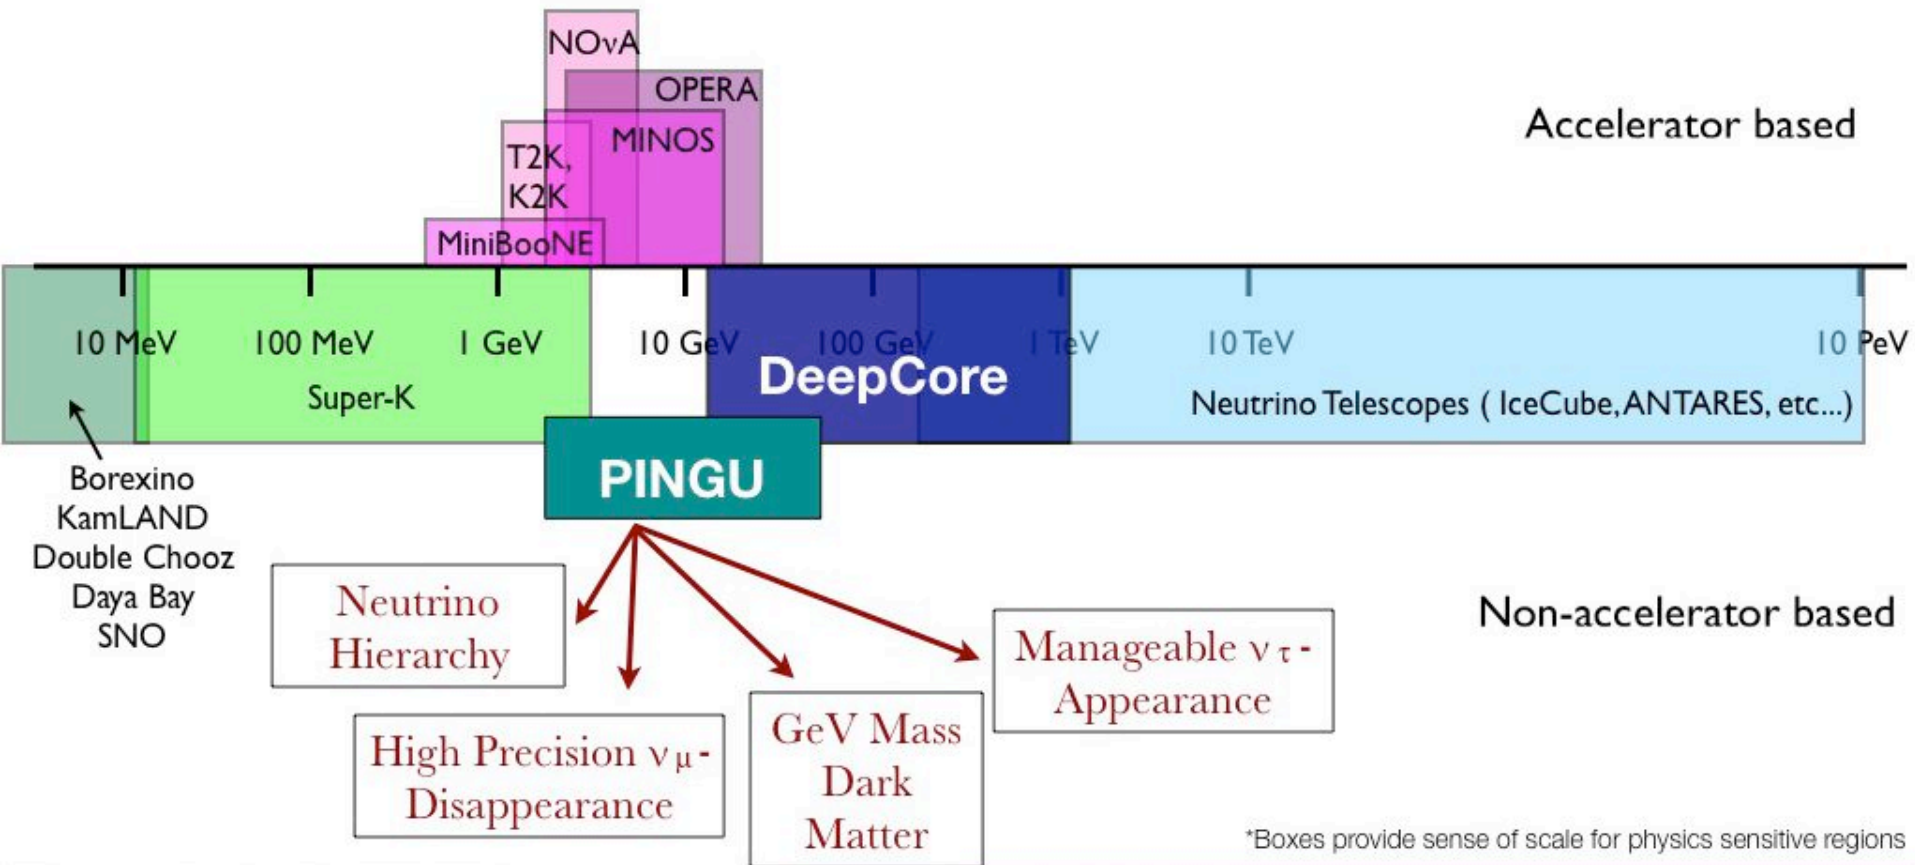 NOνA
OPERA
MINOS
T2K,
K2K
MiniBooNE
Accelerator based
10 MeV
100 MeV
1 GeV
10 GeV
100 GeV
1 TeV
10 TeV
10 PeV
Super-K
DeepCore
Neutrino Telescopes ( IceCube, ANTARES, etc...)
PINGU
Borexino
KamLAND
Double Chooz
Daya Bay
SNO
Non-accelerator based
Neutrino
Hierarchy
High Precision ν μ -
Disappearance
GeV Mass
Dark
Matter
Manageable ν τ -
Appearance
*Boxes provide sense of scale for physics sensitive regions